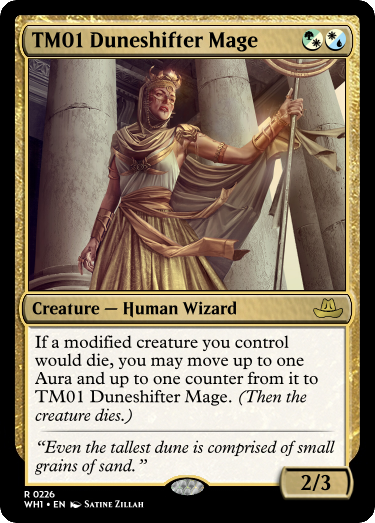 TM01 Duneshifter Mage
Creature — Human Wizard
If a modified creature you control
would die, you may move up to one
Aura and up to one counter from it to
TM01 Duneshifter Mage. (Then the
creature dies.)
“Even the tallest dune is comprised of small
grains of sand.”
2/3
R 0226
WH1 • EN Satine Zillah